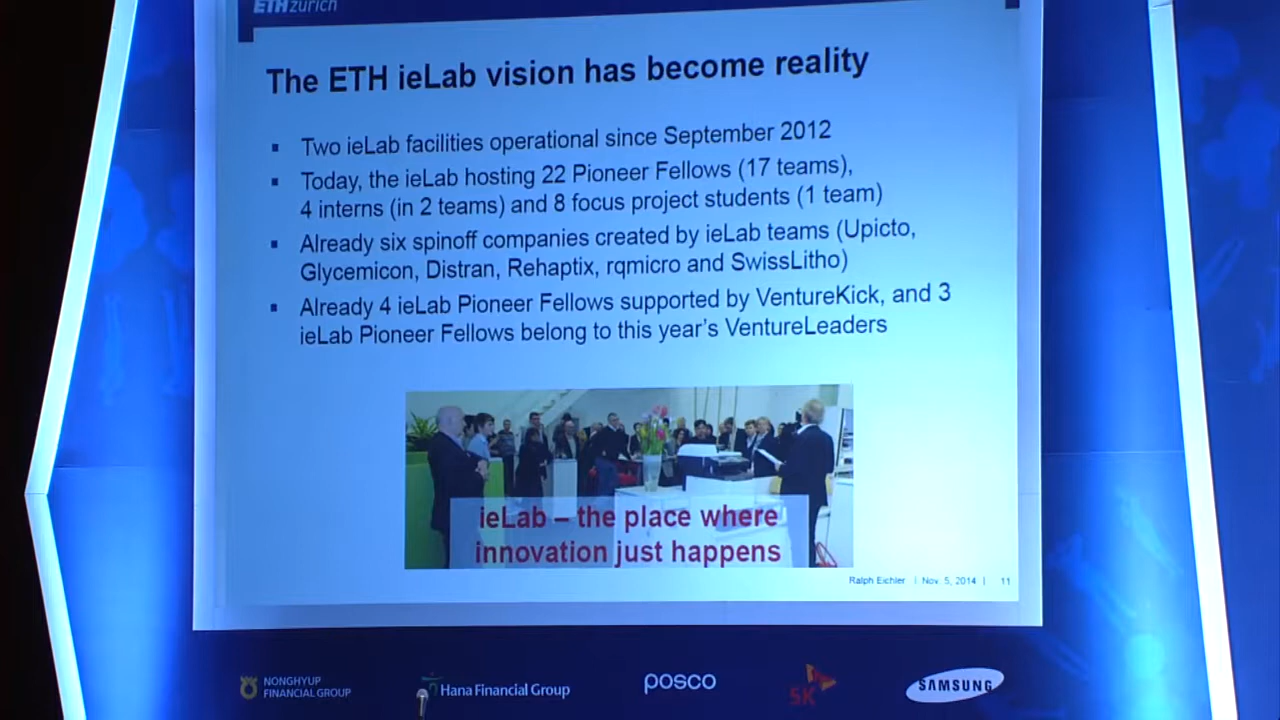 ETH zürich
The ETH ieLab vision has become reality
▪ Two ieLab facilities operational since September 2012
▪ Today, the ieLab hosting 22 Pioneer Fellows (17 teams),
4 interns (in 2 teams) and 8 focus project students (1 team)
▪ Already six spinoff companies created by ieLab teams (Upicto,
Glycemicon, Distran, Rehaptix, rqmicro and SwissLitho)
▪ Already 4 ieLab Pioneer Fellows supported by VentureKick, and 3
ieLab Pioneer Fellows belong to this year's VentureLeaders
ieLab – the place where
innovation just happens
Ralph Eichler | Nov. 5, 2014 | 11
NONGHYUP
FINANCIAL GROUP
Hana Financial Group
posco
SK
SAMSUNG